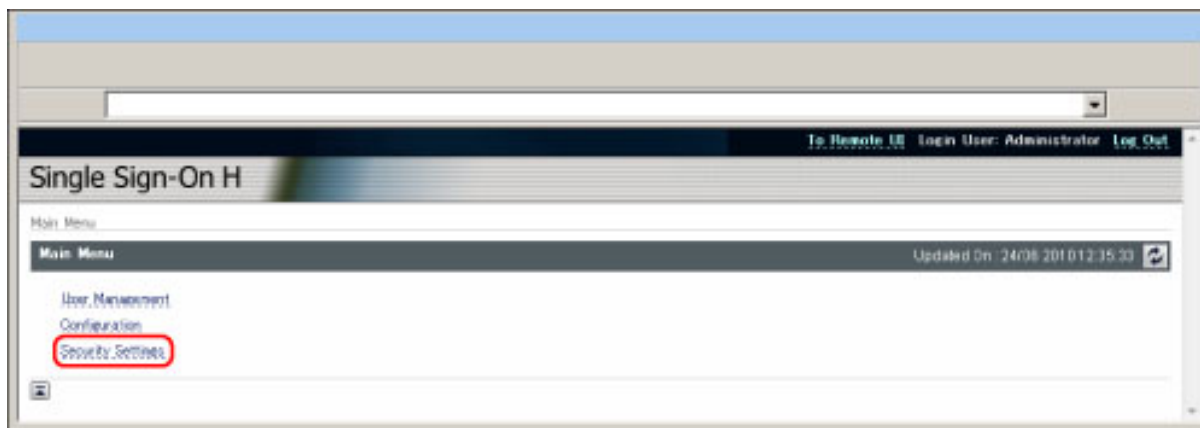 To Remote UI Login User: Administrator Log Out
Single Sign-On H
Main Menu
Main Menu
Updated On : 24/06 2010 12:35:33
User Management
Configuration
Security Settings